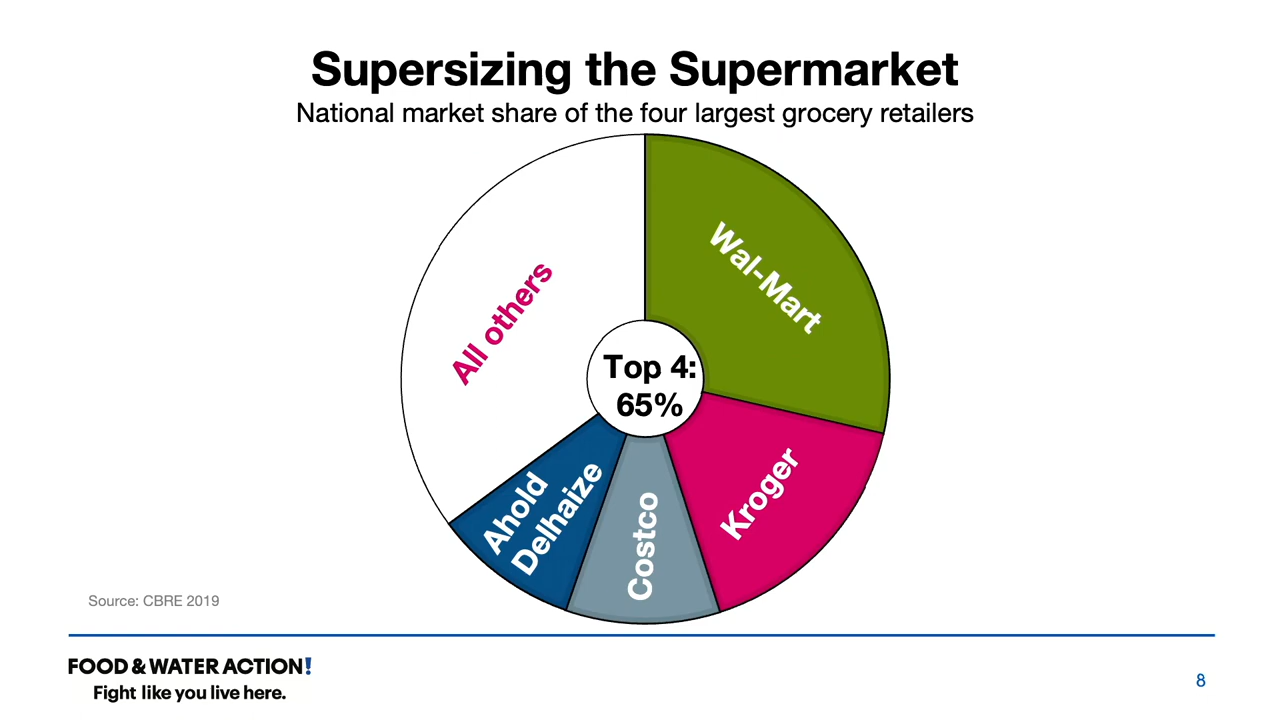 Supersizing the Supermarket
National market share of the four largest grocery retailers
Wal-Mart
All others
Top 4:
65%
Kroger
Ahold
Delhaize
Costco
Source: CBRE 2019
FOOD & WATER ACTION!
Fight like you live here.
8